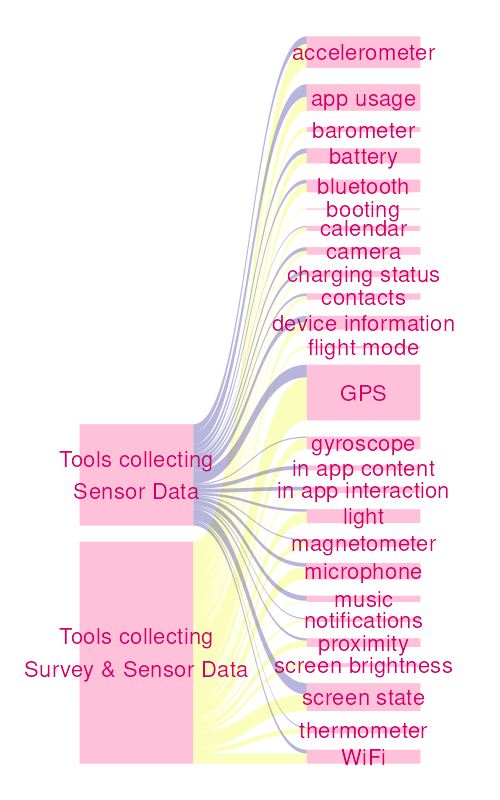 accelerometer
app usage
barometer
battery
bluetooth
booting
calendar
camera
charging status
contacts
device information
flight mode
GPS
gyroscope
in app content
in app interaction
light
magnetometer
microphone
music
notifications
proximity
screen brightness
screen state
thermometer
WiFi
Tools collecting
Sensor Data
Tools collecting
Survey & Sensor Data